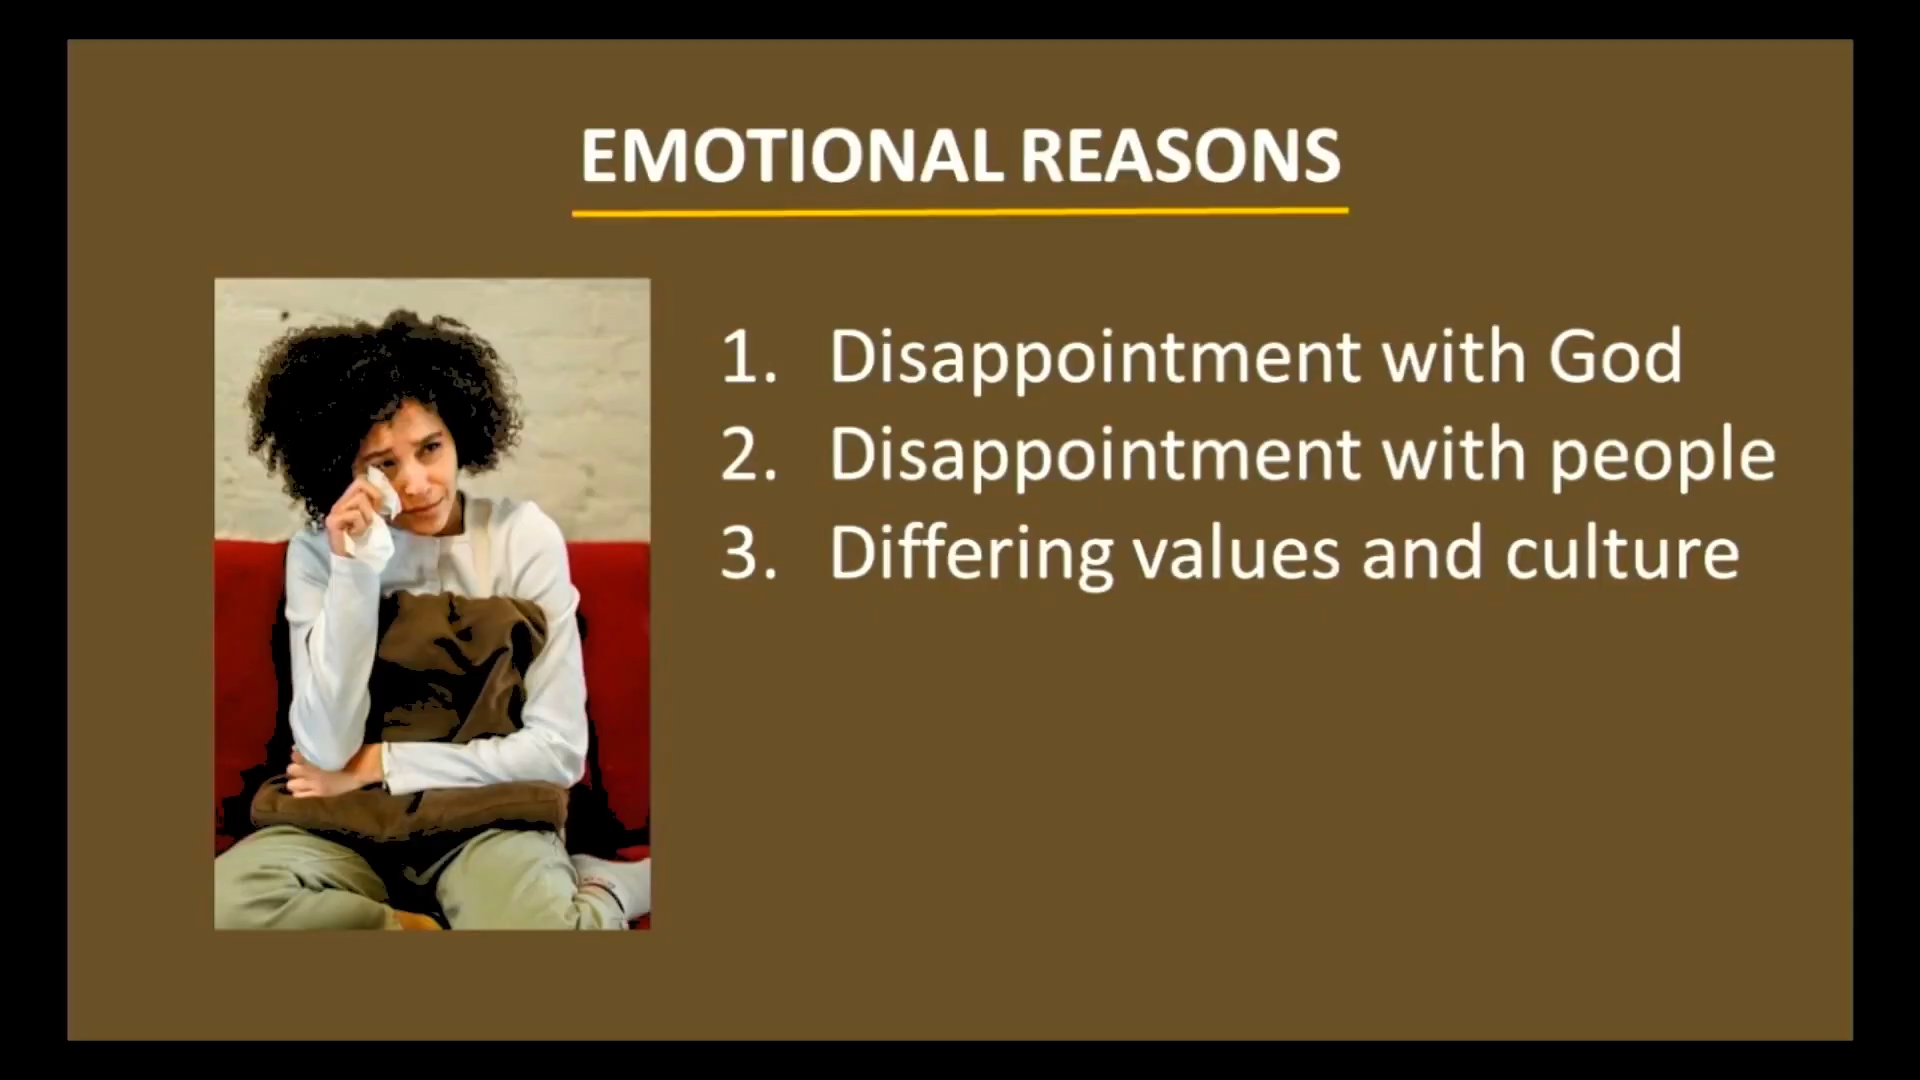 EMOTIONAL REASONS
1. Disappointment with God
2. Disappointment with people
3. Differing values and culture